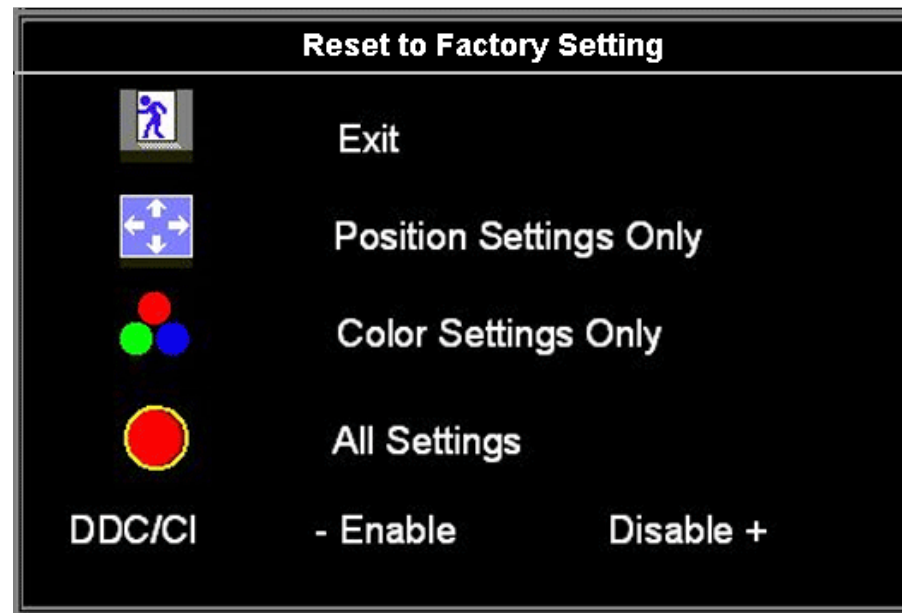 Reset to Factory Setting
Exit
Position Settings Only
Color Settings Only
All Settings
DDC/CI - Enable Disable +